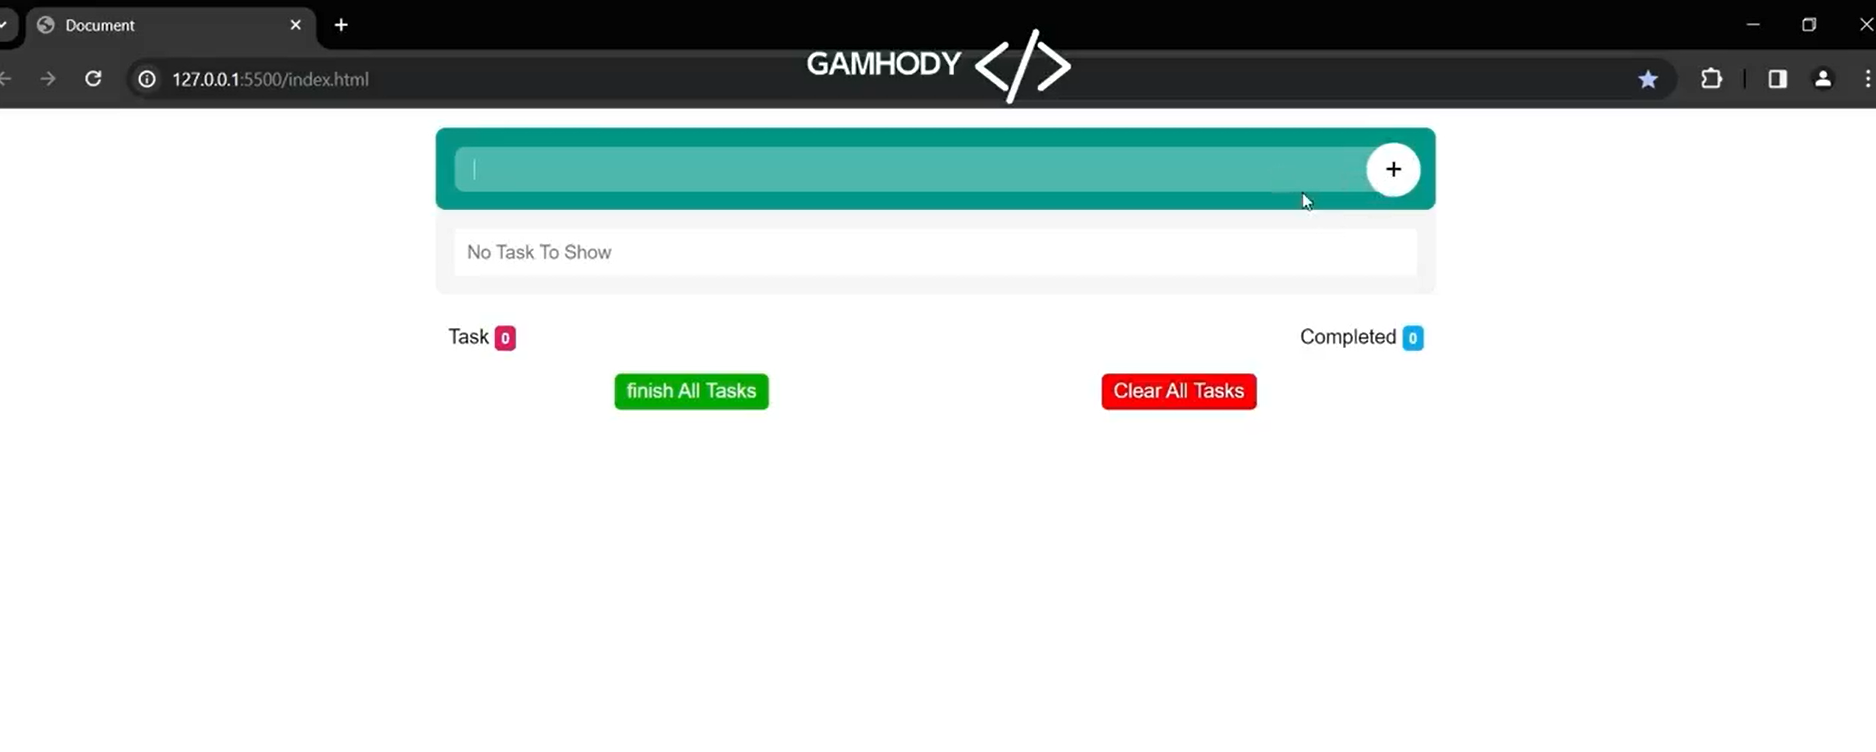 Document
GAMHODY </>
127.0.0.1:5500/index.html
+
No Task To Show
Task 0
Completed 0
finish All Tasks
Clear All Tasks